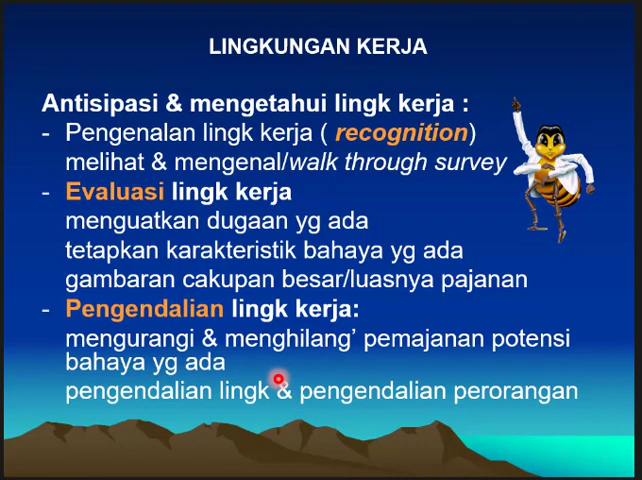 LINGKUNGAN KERJA
Antisipasi & mengetahui lingk kerja :
- Pengenalan lingk kerja ( recognition)
melihat & mengenal/walk through survey
- Evaluasi lingk kerja
menguatkan dugaan yg ada
tetapkan karakteristik bahaya yg ada
gambaran cakupan besar/luasnya pajanan
- Pengendalian lingk kerja:
mengurangi & menghilang’ pemajanan potensi
bahaya yg ada
pengendalian lingk & pengendalian perorangan